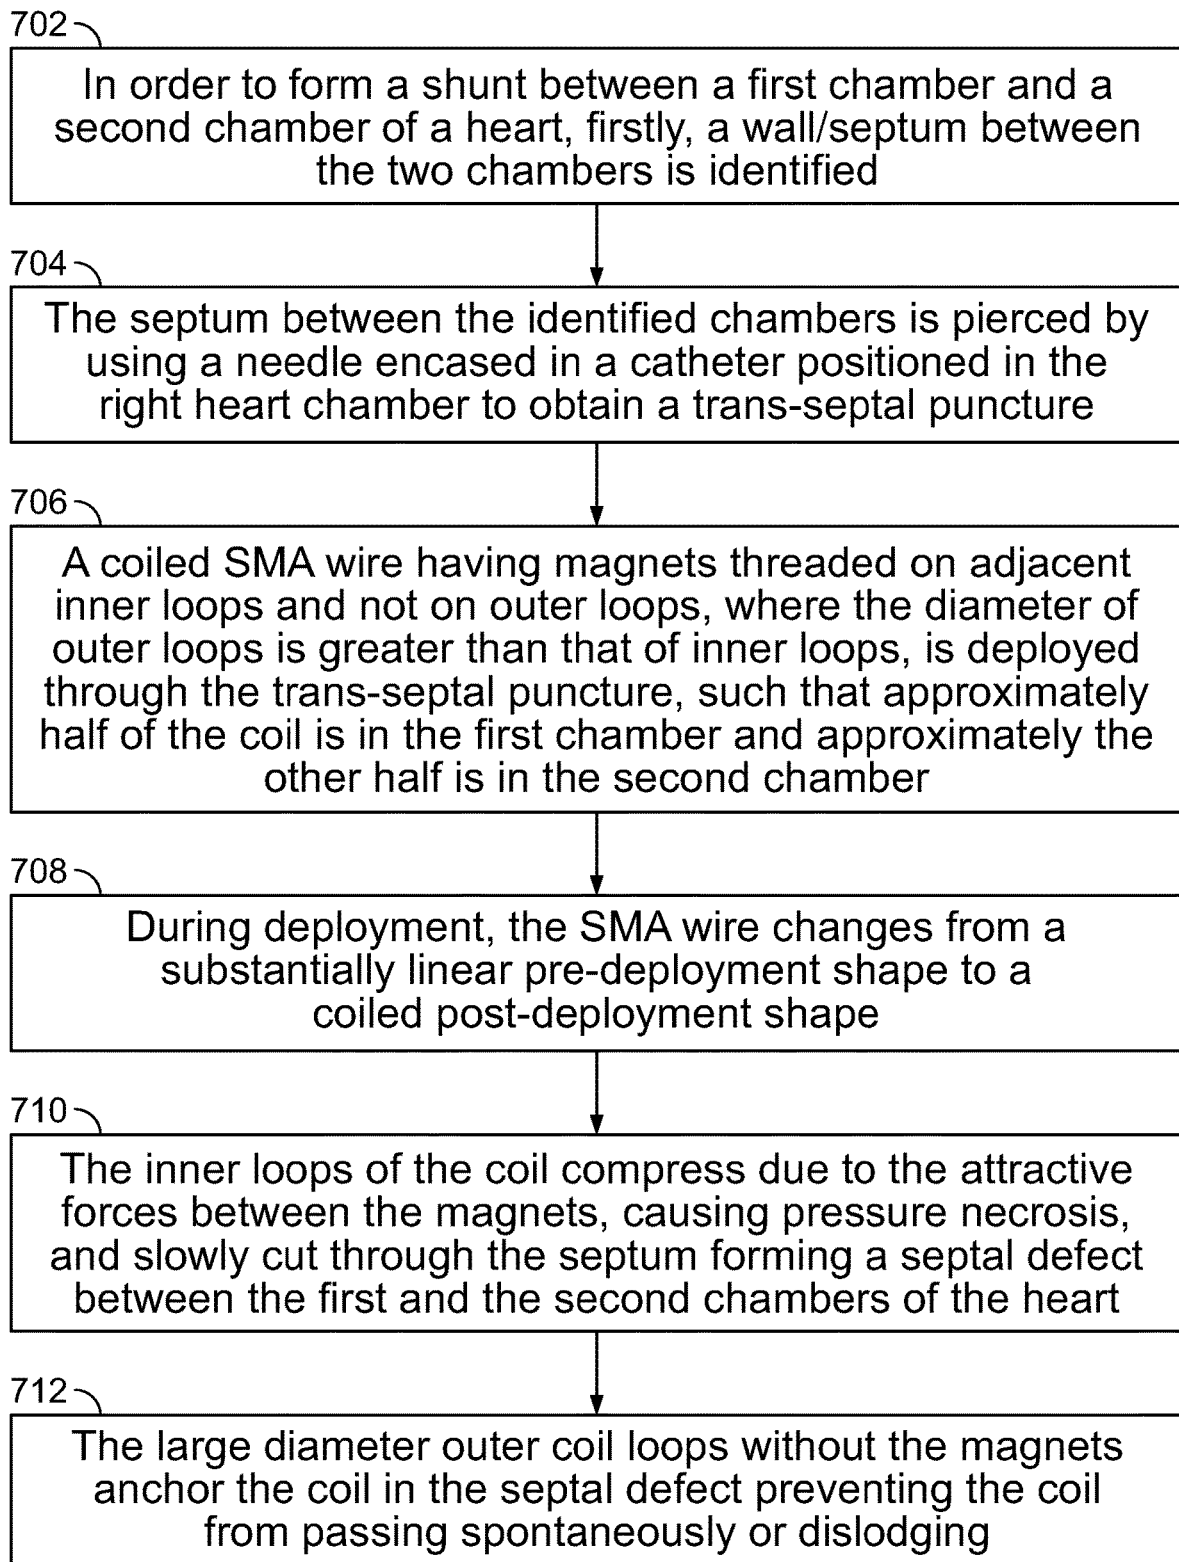 702
In order to form a shunt between a first chamber and a
second chamber of a heart, firstly, a wall/septum between
the two chambers is identified
704
The septum between the identified chambers is pierced by
using a needle encased in a catheter positioned in the
right heart chamber to obtain a trans-septal puncture
706
A coiled SMA wire having magnets threaded on adjacent
inner loops and not on outer loops, where the diameter of
outer loops is greater than that of inner loops, is deployed
through the trans-septal puncture, such that approximately
half of the coil is in the first chamber and approximately the
other half is in the second chamber
708
During deployment, the SMA wire changes from a
substantially linear pre-deployment shape to a
coiled post-deployment shape
710
The inner loops of the coil compress due to the attractive
forces between the magnets, causing pressure necrosis,
and slowly cut through the septum forming a septal defect
between the first and the second chambers of the heart
712
The large diameter outer coil loops without the magnets
anchor the coil in the septal defect preventing the coil
from passing spontaneously or dislodging